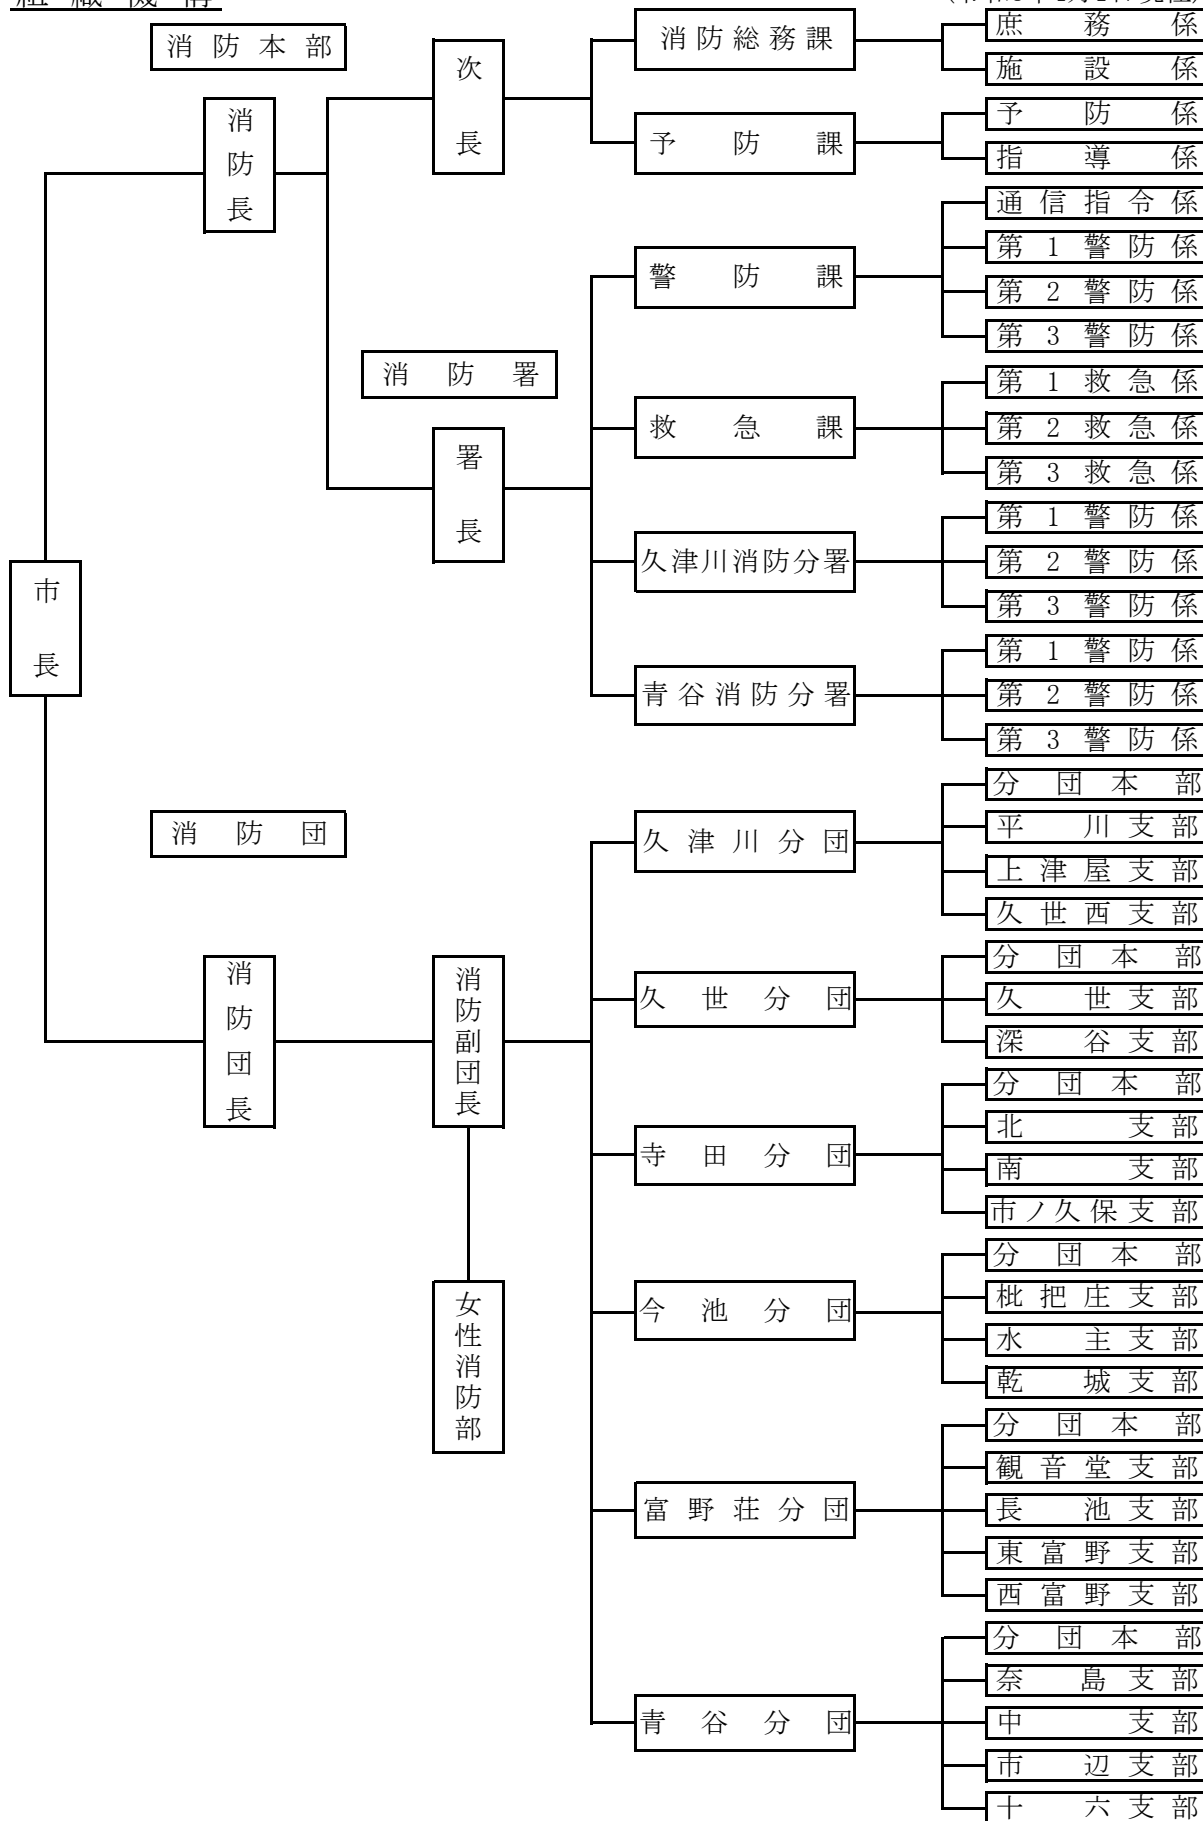 組織機構
消防本部
消防総務課
庶務係
施設係
次長
予防課
予防係
指導係
消防長
警防課
通信指令係
第1警防係
第2警防係
第3警防係
消防署
救急課
第1救急係
第2救急係
第3救急係
署長
久津川消防分署
第1警防係
第2警防係
第3警防係
市長
青谷消防分署
第1警防係
第2警防係
第3警防係
消防団
久津川分団
分団本部
平川支部
上津屋支部
久世西支部
消防団長
消防副団長
久世分団
分団本部
久世支部
深谷支部
寺田分団
分団本部
北支部
南支部
市ノ久保支部
女性消防部
今池分団
分団本部
枇把庄支部
水主支部
乾城支部
富野荘分団
分団本部
観音堂支部
長池支部
東富野支部
西富野支部
青谷分団
分団本部
奈島支部
中支部
市辺支部
十六支部